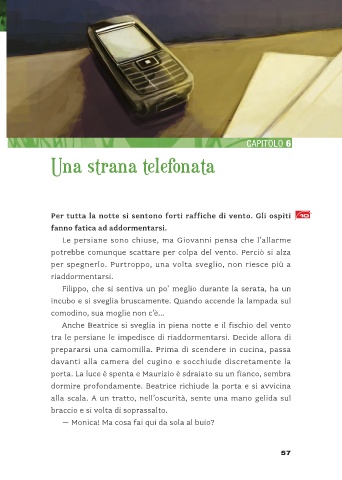 CAPITOLO 6
Una strana telefonata
Per tutta la notte si sentono forti raffiche di vento. Gli ospiti
fanno fatica ad addormentarsi.
Le persiane sono chiuse, ma Giovanni pensa che l'allarme
potrebbe comunque scattare per colpa del vento. Perciò si alza
per spegnerlo. Purtroppo, una volta sveglio, non riesce più a
riaddormentarsi.
Filippo, che si sentiva un po' meglio durante la serata, ha un
incubo e si sveglia bruscamente. Quando accende la lampada sul
comodino, sua moglie non c'è...
Anche Beatrice si sveglia in piena notte e il fischio del vento
tra le persiane le impedisce di riaddormentarsi. Decide allora di
prepararsi una camomilla. Prima di scendere in cucina, passa
davanti alla camera del cugino e socchiude discretamente la
porta. La luce è spenta e Maurizio è sdraiato su un fianco, sembra
dormire profondamente. Beatrice richiude la porta e si avvicina
alla scala. A un tratto, nell'oscurità, sente una mano gelida sul
braccio e si volta di soprassalto.
— Monica! Ma cosa fai qui da sola al buio?
57